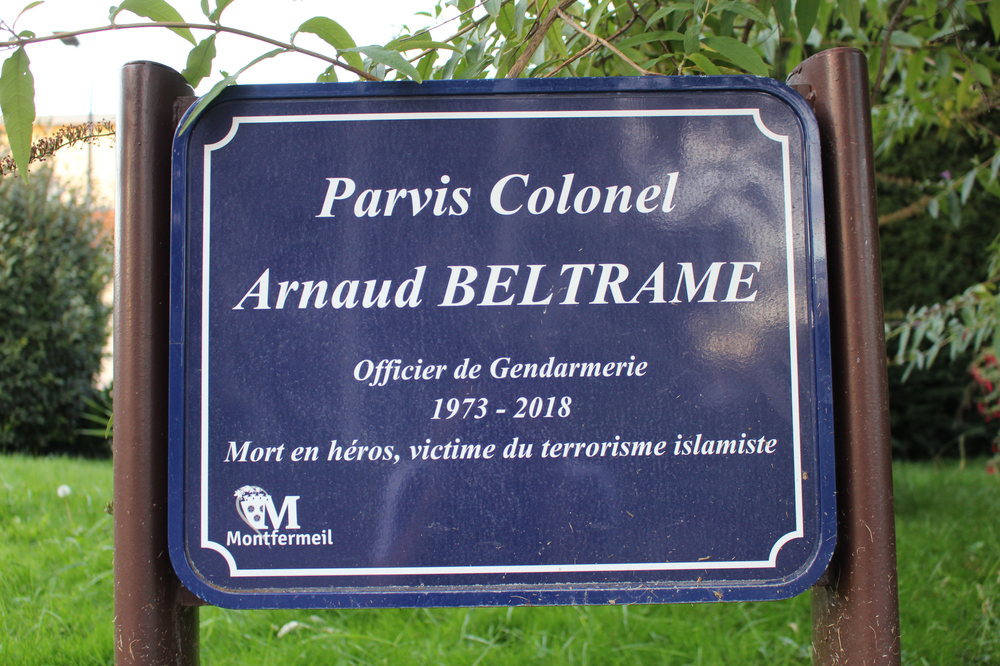 Parvis Colonel
Arnaud BELTRAME
Officier de Gendarmerie
1973 - 2018
Mort en héros, victime du terrorisme islamiste
M
Montfermeil